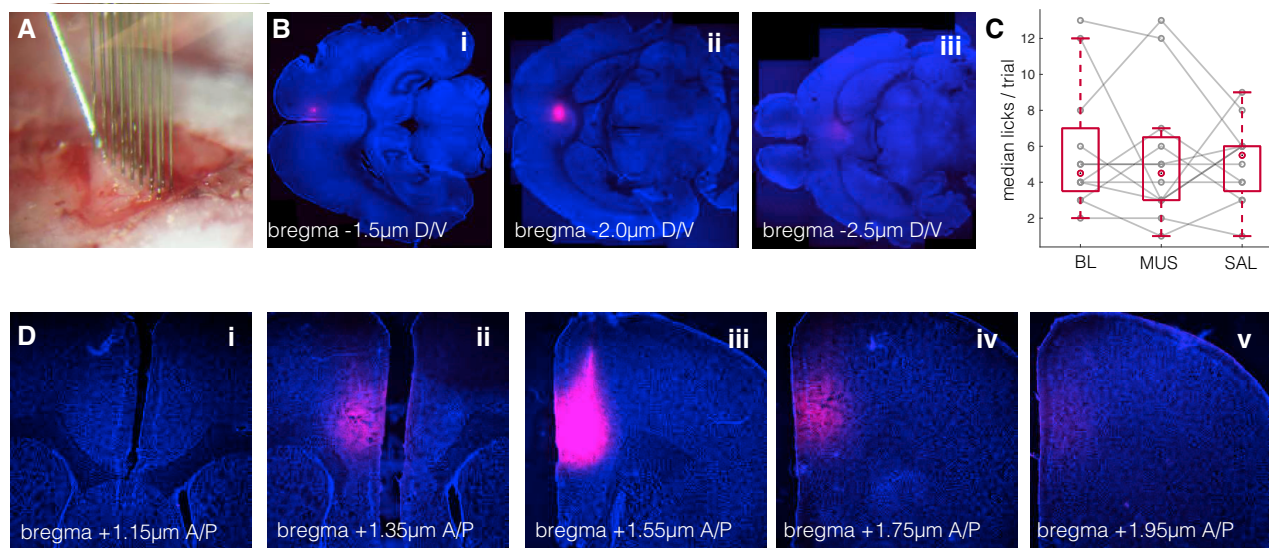 A
B
i
ii
iii
C
median licks / trial
12
10
8
6
4
2
BL
MUS
SAL
bregma -1.5µm D/V
bregma -2.0µm D/V
bregma -2.5µm D/V
D
i
ii
iii
iv
v
bregma +1.15µm A/P
bregma +1.35µm A/P
bregma +1.55µm A/P
bregma +1.75µm A/P
bregma +1.95µm A/P